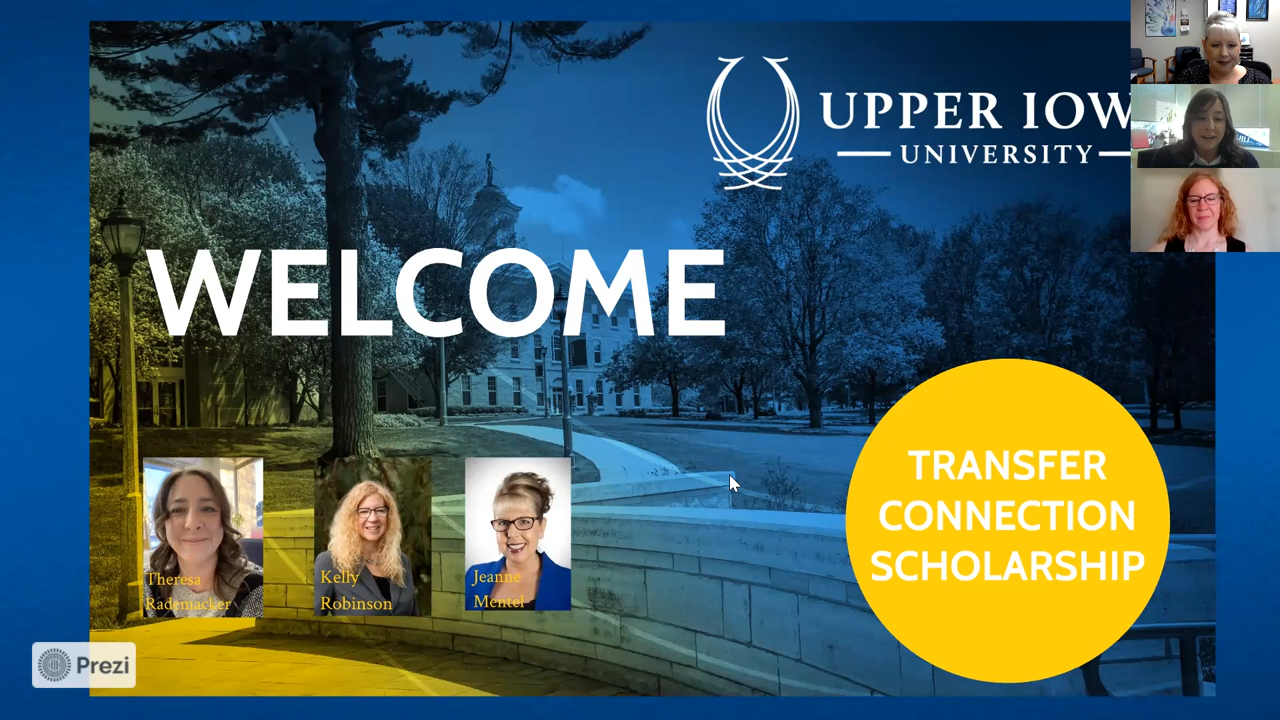 UPPER IOW
UNIVERSITY
WELCOME
TRANSFER
CONNECTION
SCHOLARSHIP
Theresa
Rademacker
Kelly
Robinson
Jeanne
Mentel
Prezi